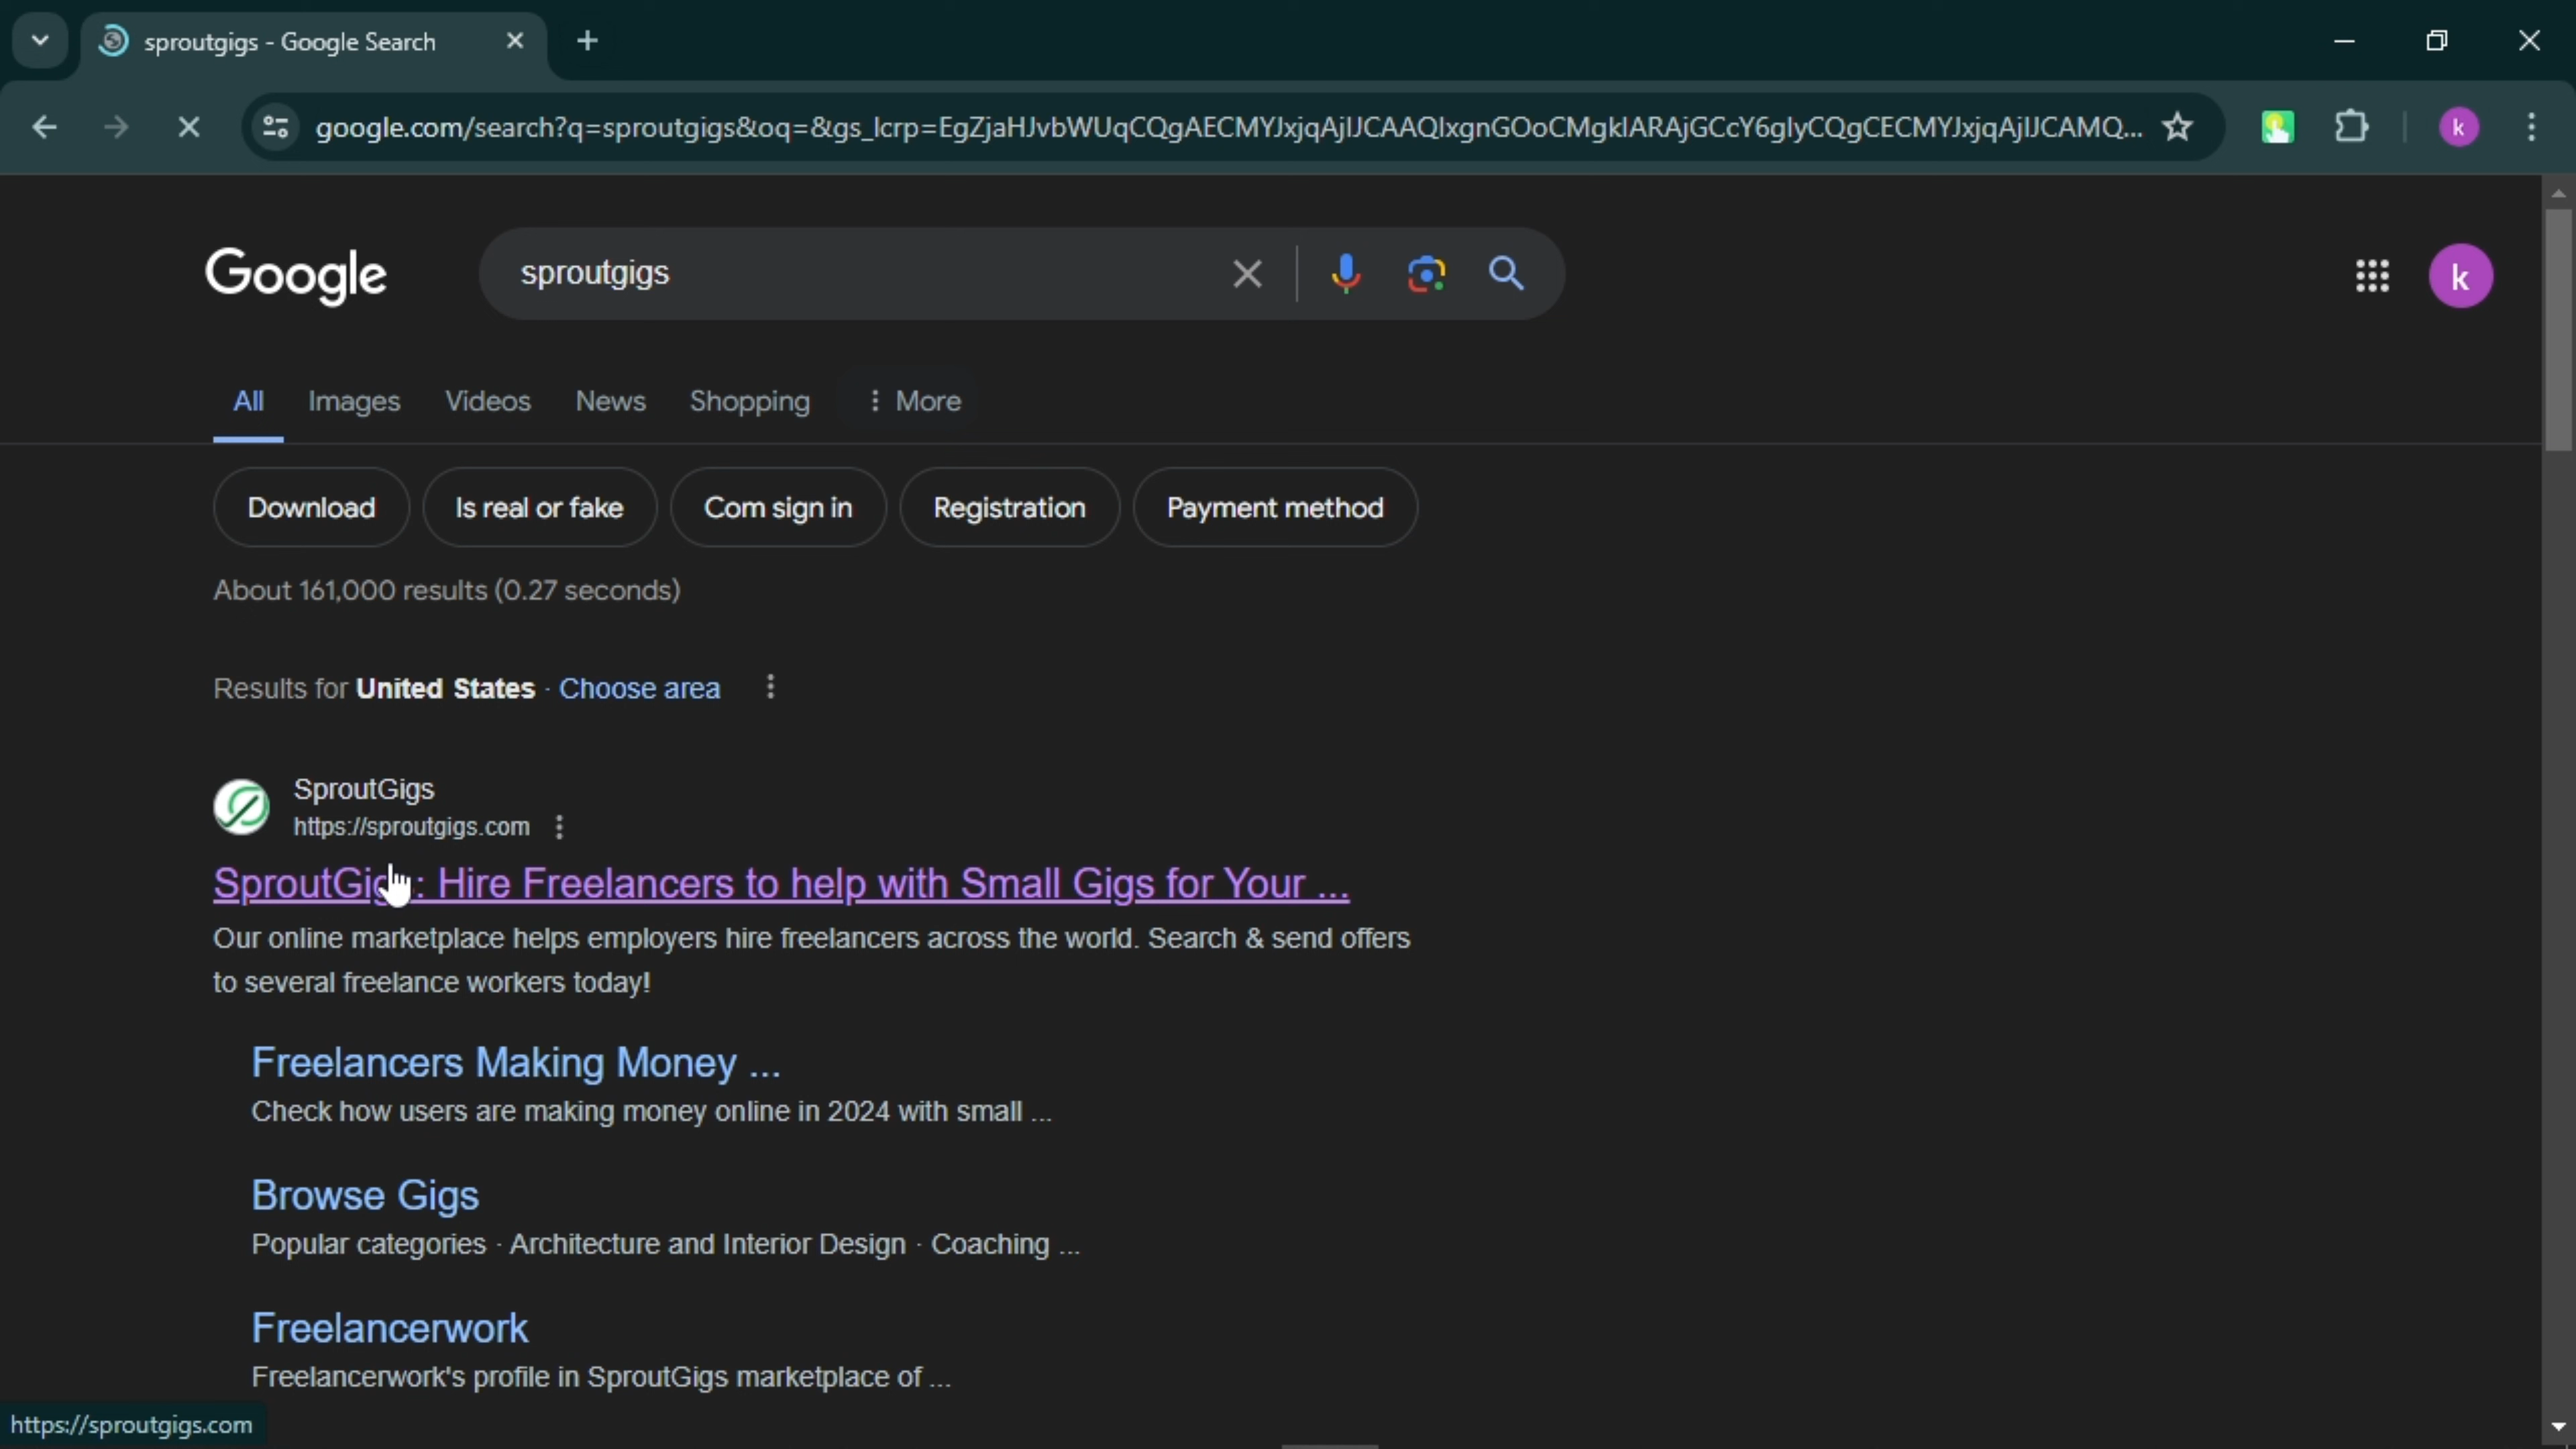 sproutgigs - Google Search
google.com/search?q=sproutgigs&oq=&gs_lcrp=EgZjaHJvbWUqCQgAECMYJxjqAjIJCAAQIxgnGOoCMgkIARAjGCcY6gIyCQgCECMYJxjqAjIJCAMQ...
k
Google
sproutgigs
k
All
Images
Videos
News
Shopping
More
Download
Is real or fake
Com sign in
Registration
Payment method
About 161,000 results (0.27 seconds)
Results for United States · Choose area
SproutGigs
https://sproutgigs.com
SproutGigs: Hire Freelancers to help with Small Gigs for Your ...
Our online marketplace helps employers hire freelancers across the world. Search & send offers
to several freelance workers today!
Freelancers Making Money ...
Check how users are making money online in 2024 with small ...
Browse Gigs
Popular categories · Architecture and Interior Design · Coaching ...
Freelancerwork
Freelancerwork's profile in SproutGigs marketplace of ...
https://sproutgigs.com